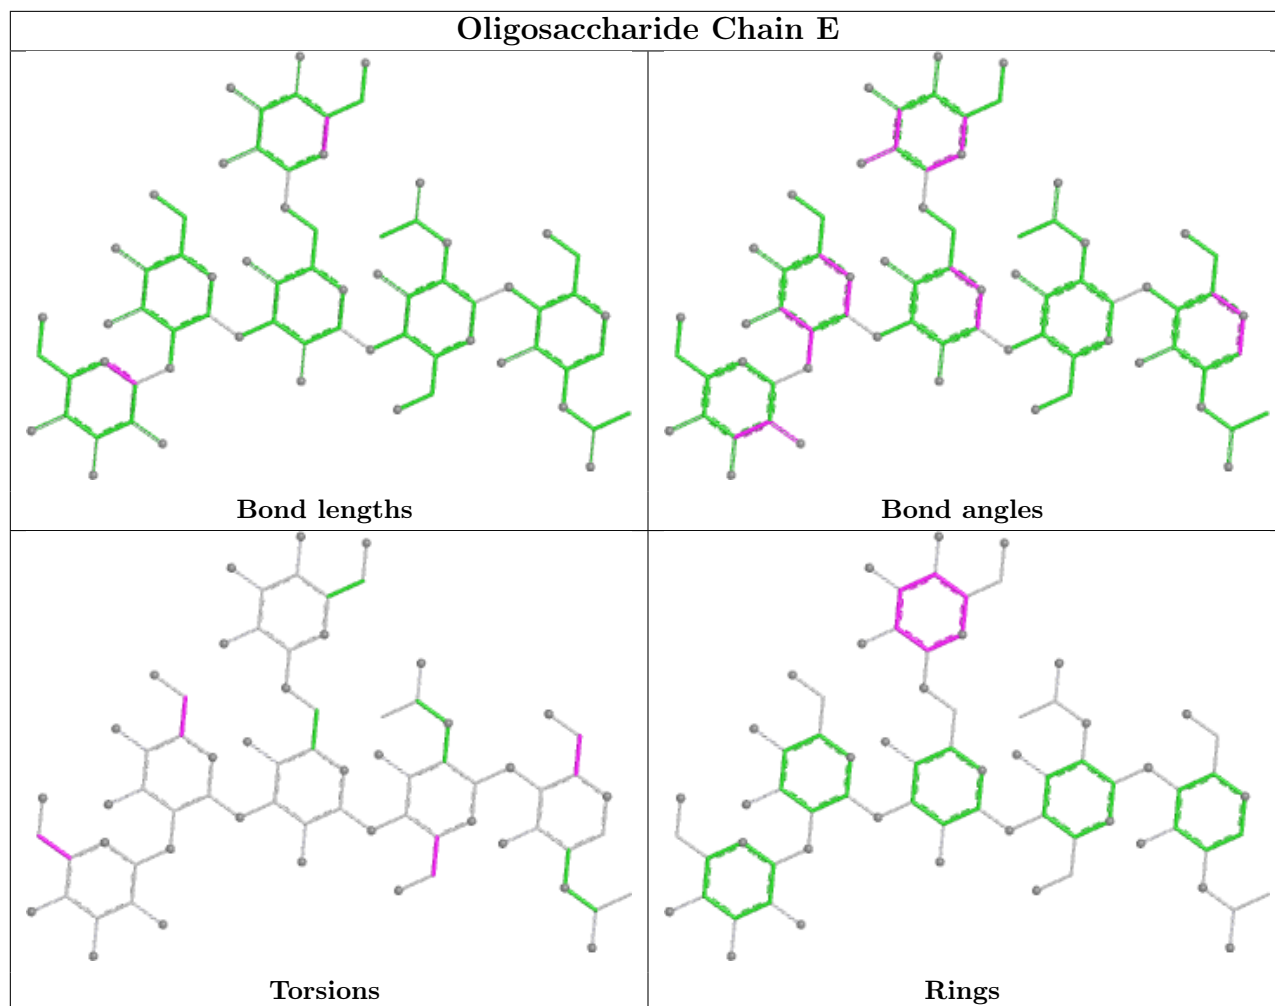 Oligosaccharide Chain E
Bond lengths
Bond angles
Torsions
Rings